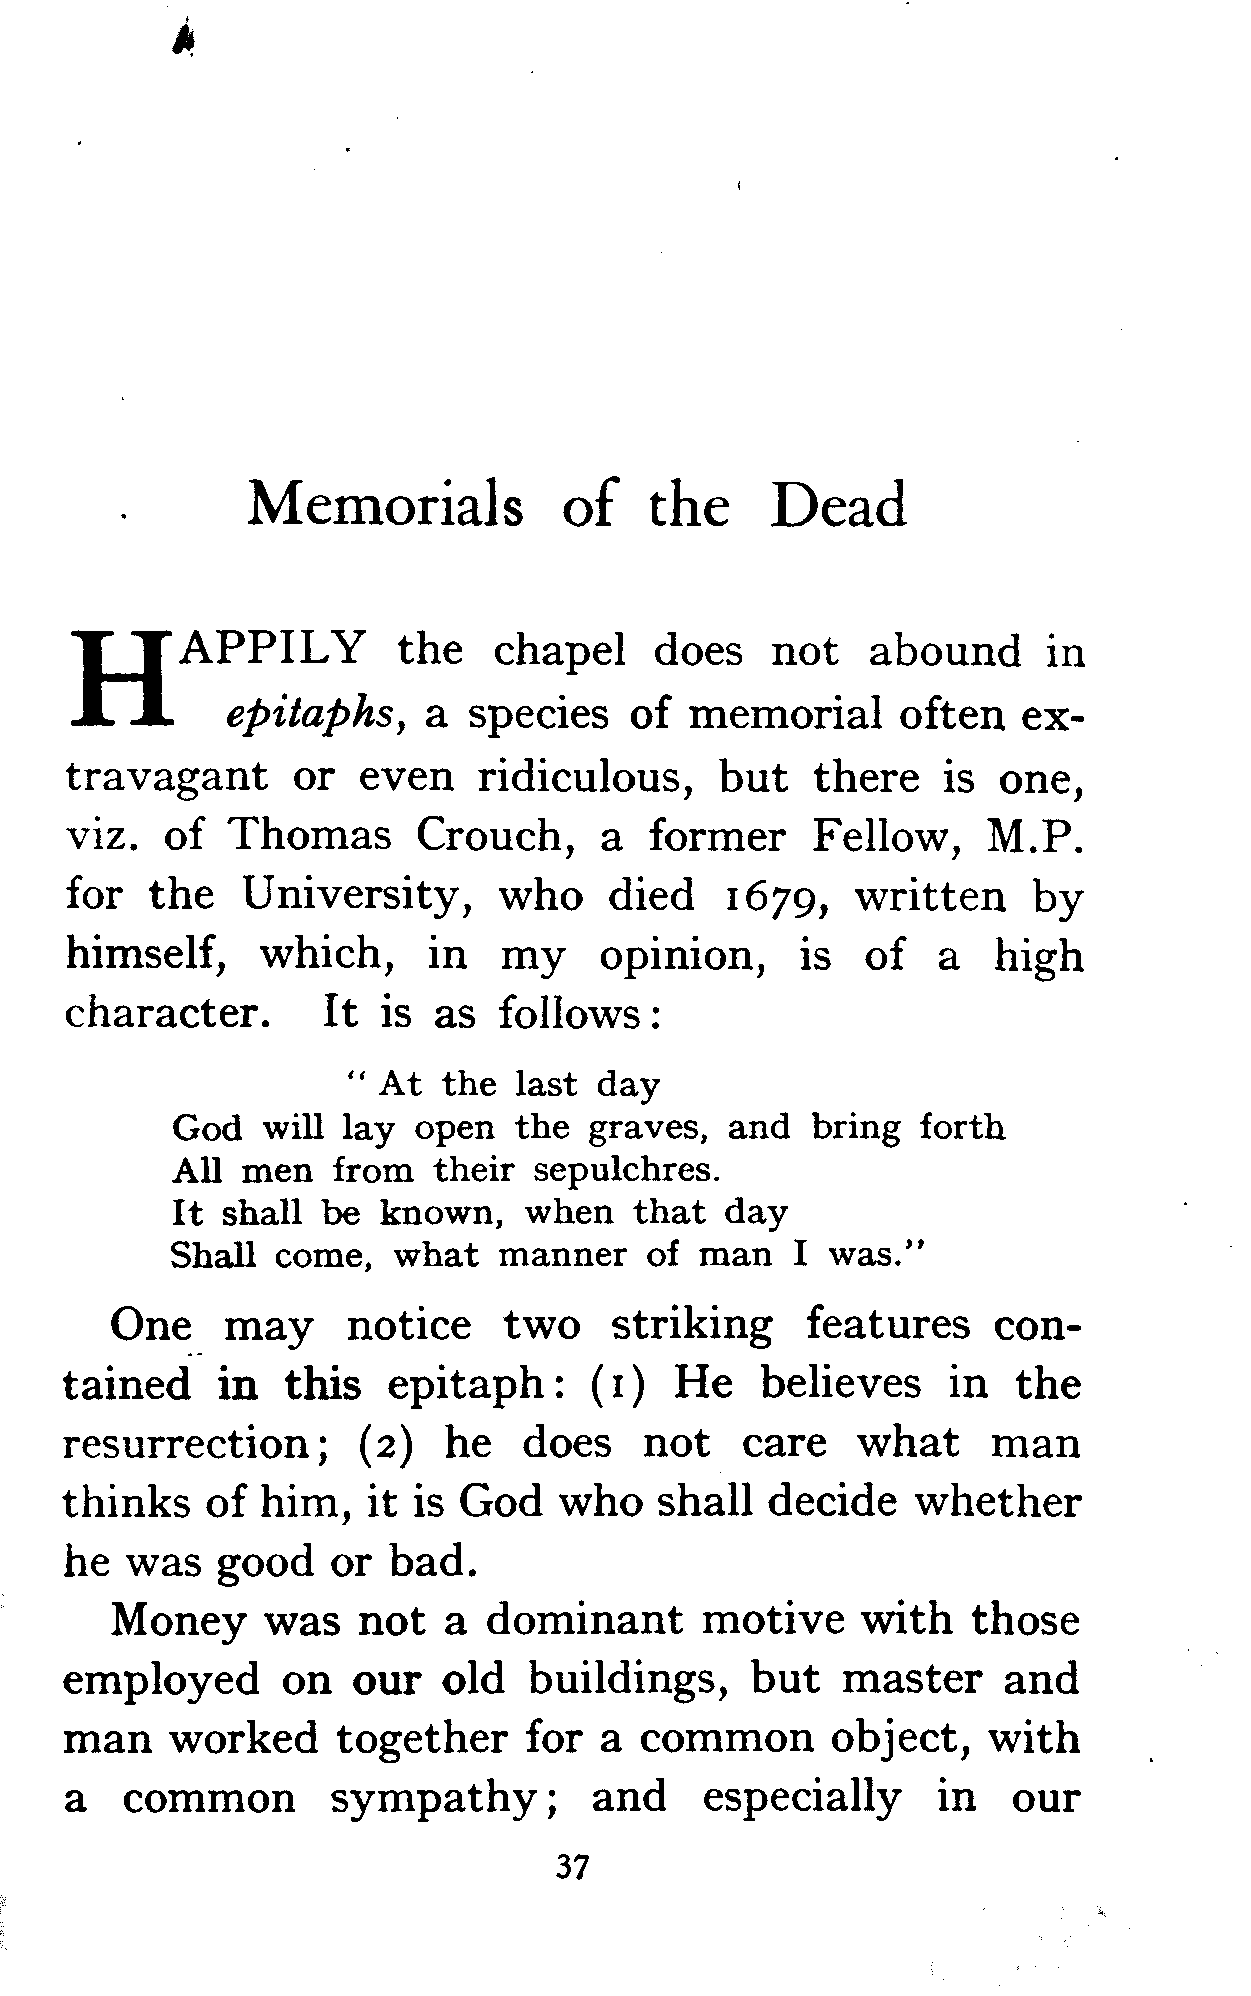 Memorials of the Dead
HAPPILY the chapel does not abound in
epitaphs, a species of memorial often ex-
travagant or even ridiculous, but there is one,
viz. of Thomas Crouch, a former Fellow, M.P.
for the University, who died 1679, written by
himself, which, in my opinion, is of a high
character. It is as follows:
"At the last day
God will lay open the graves, and bring forth
All men from their sepulchres.
It shall be known, when that day
Shall come, what manner of man I was."
One may notice two striking features con-
tained in this epitaph: (1) He believes in the
resurrection; (2) he does not care what man
thinks of him, it is God who shall decide whether
he was good or bad.
Money was not a dominant motive with those
employed on our old buildings, but master and
man worked together for a common object, with
a common sympathy; and especially in our
37